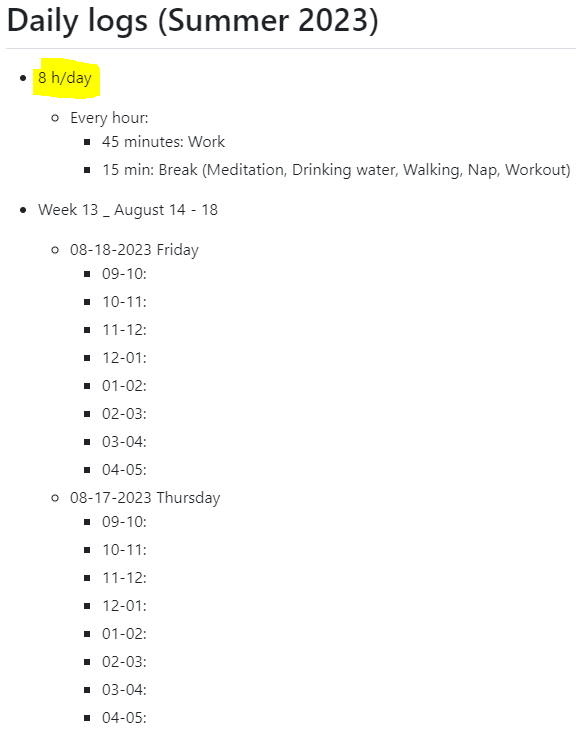 Daily logs (Summer 2023)
8 h/day
Every hour:
45 minutes: Work
15 min: Break (Meditation, Drinking water, Walking, Nap, Workout)
Week 13 _ August 14 - 18
08-18-2023 Friday
09-10:
10-11:
11-12:
12-01:
01-02:
02-03:
03-04:
04-05:
08-17-2023 Thursday
09-10:
10-11:
11-12:
12-01:
01-02:
02-03:
03-04:
04-05: